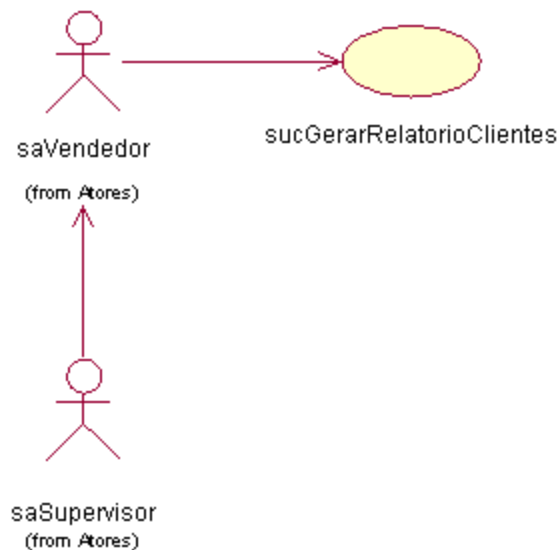 saVendedor
(from Atores)
sucGerarRelatorioClientes
saSupervisor
(from Atores)